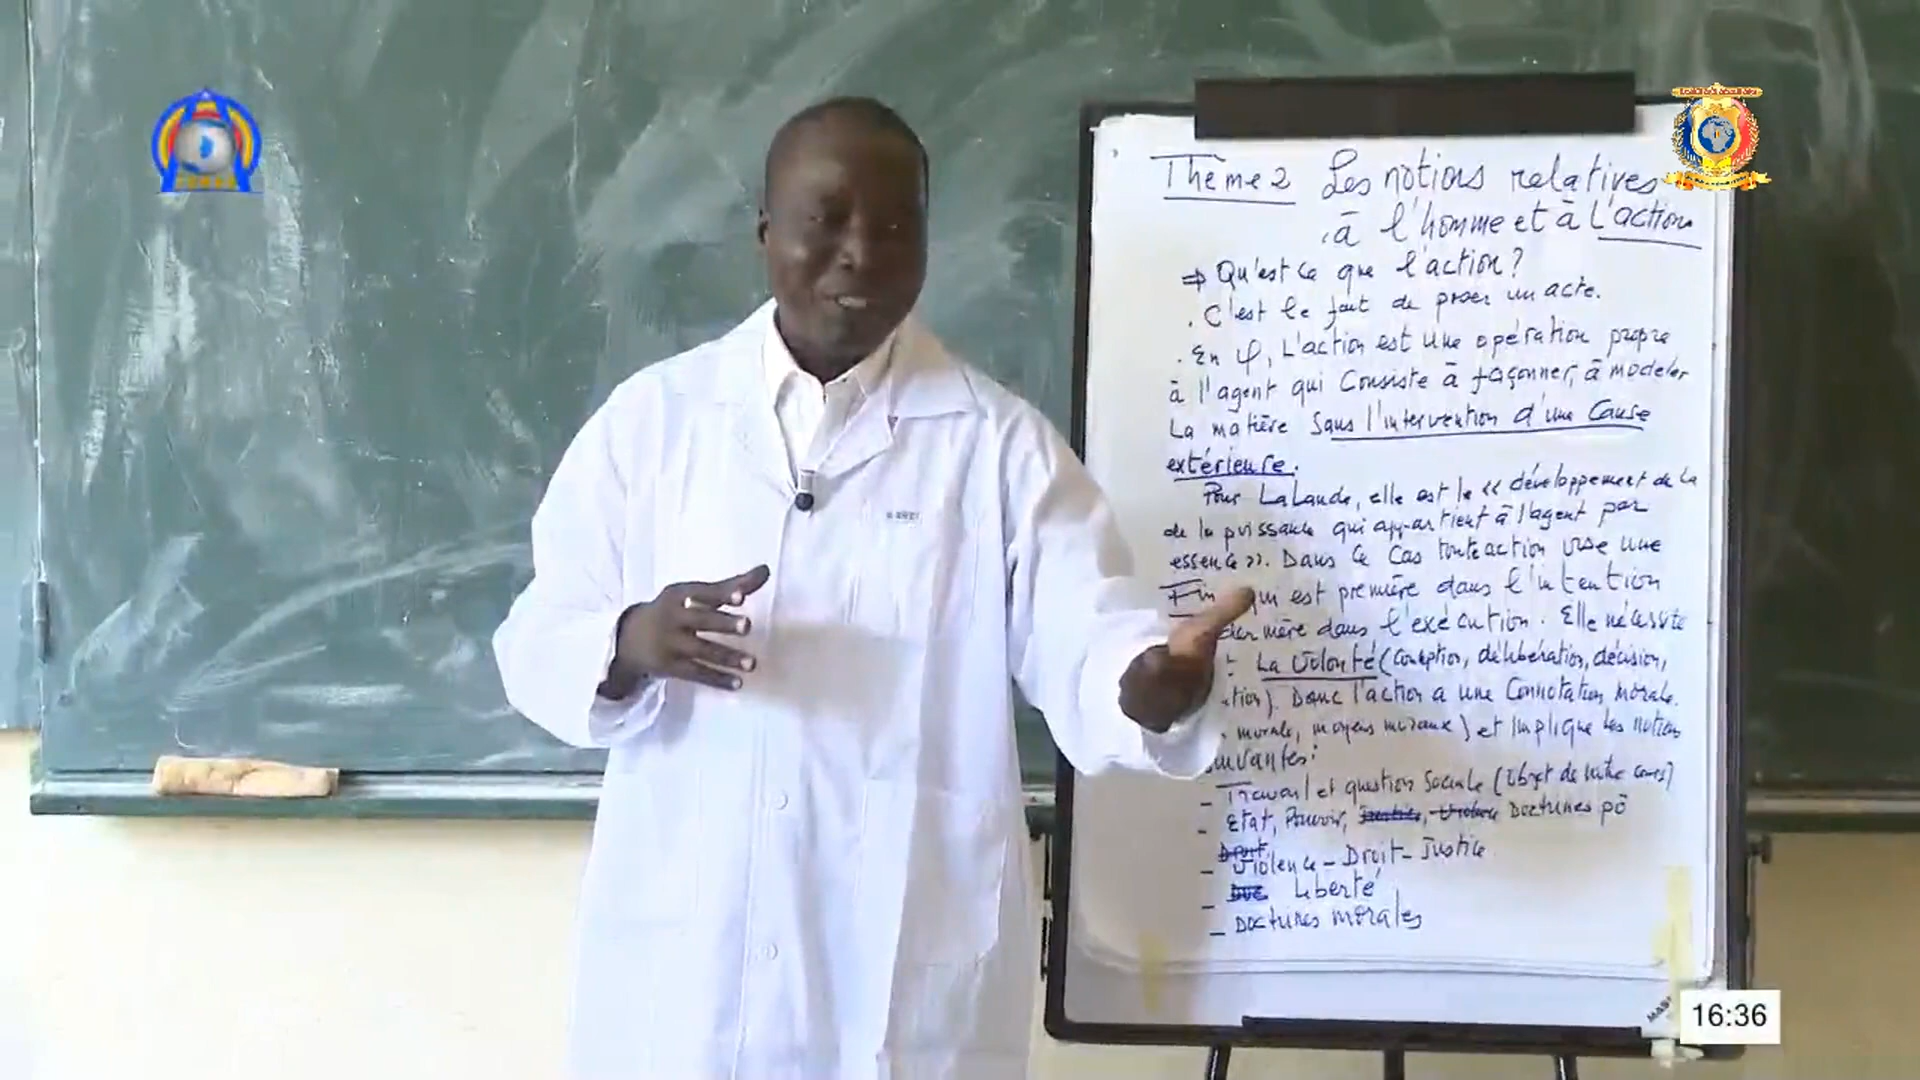 Thème 2 Les notions relatives
à l'homme et à L'action
⇒ Qu'est ce que l'action ?
. C'est le fait de poser un acte.
. En φ, L'action est une opération propre
à l'agent qui consiste à façonner, à modeler
La matière sans l'intervention d'une cause
extérieure.
Pour Lalande, elle est le « développement de la
de la puissance qui appartient à l'agent par
essence ». Dans ce cas toute action vise une
Fin qui est première dans l'intention
dernière dans l'exécution. Elle nécessite
: La volonté (conception, délibération, décision,
tion). Donc l'action a une connotation morale.
morale, moyens moraux) et implique les notions
suivantes :
- Travail et question sociale (objet de notre cours)
- Etat, Pouvoir, Doctrines pô
- Violence - Droit - Justice
- Liberté
- Doctrines morales
16:36